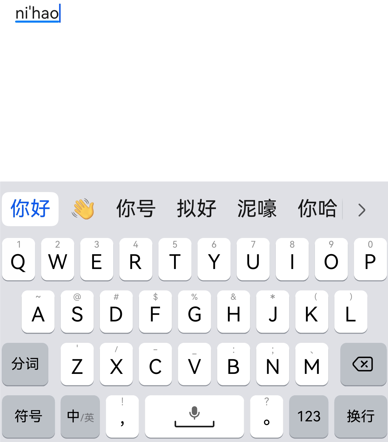 ni'hao
你好 👋 你号 拟好 泥嚎 你哈
1 2 3 4 5 6 7 8 9 0
Q W E R T Y U I O P
~ @ # $ % & * ( )
A S D F G H J K L
' / - _ : ; 、
分词 Z X C V B N M
! ?
符号 中/英 , 。 123 换行